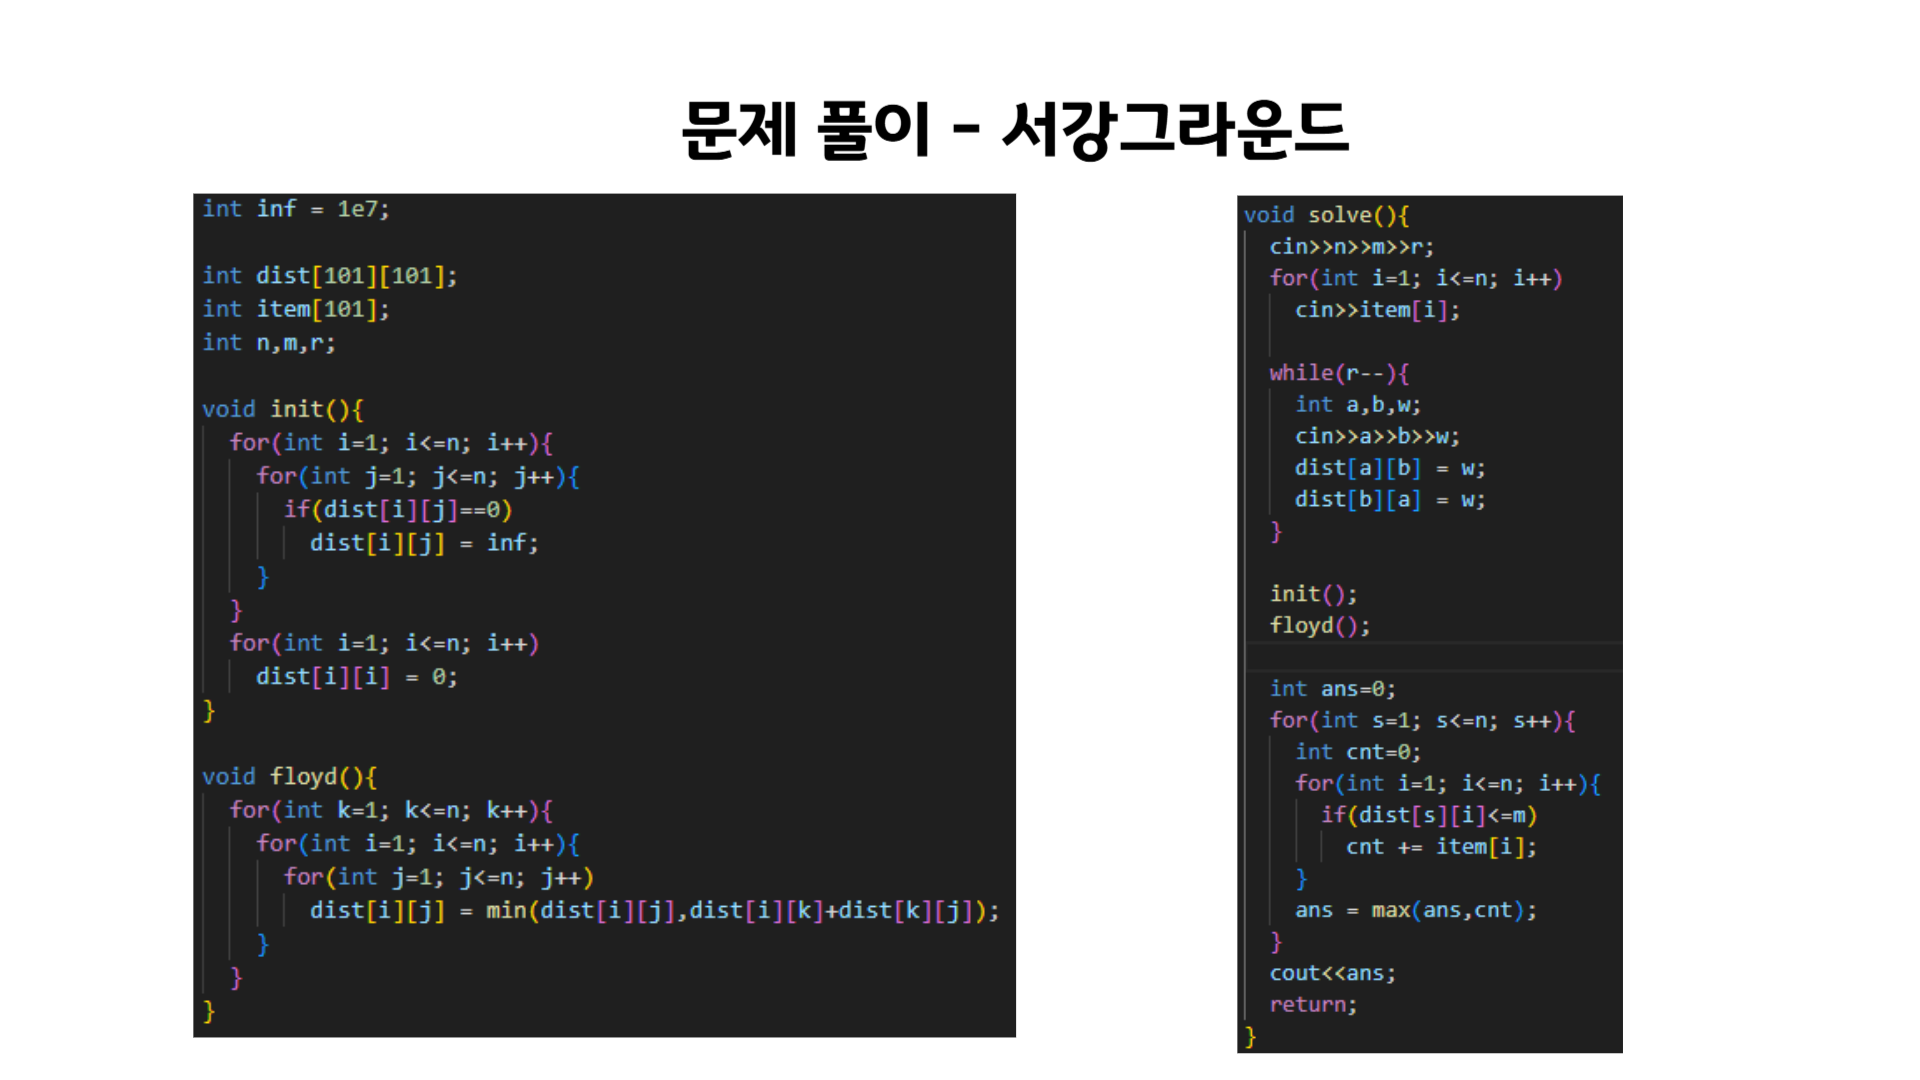 문제 풀이 - 서강그라운드
int inf = 1e7;
int dist[101][101];
int item[101];
int n,m,r;
void init(){
for(int i=1; i<=n; i++){
for(int j=1; j<=n; j++){
if(dist[i][j]==0)
dist[i][j] = inf;
}
}
for(int i=1; i<=n; i++)
dist[i][i] = 0;
}
void floyd(){
for(int k=1; k<=n; k++){
for(int i=1; i<=n; i++){
for(int j=1; j<=n; j++)
dist[i][j] = min(dist[i][j],dist[i][k]+dist[k][j]);
}
}
}
void solve(){
cin>>n>>m>>r;
for(int i=1; i<=n; i++)
cin>>item[i];
while(r--){
int a,b,w;
cin>>a>>b>>w;
dist[a][b] = w;
dist[b][a] = w;
}
init();
floyd();
int ans=0;
for(int s=1; s<=n; s++){
int cnt=0;
for(int i=1; i<=n; i++){
if(dist[s][i]<=m)
cnt += item[i];
}
ans = max(ans,cnt);
}
cout<<ans;
return;
}